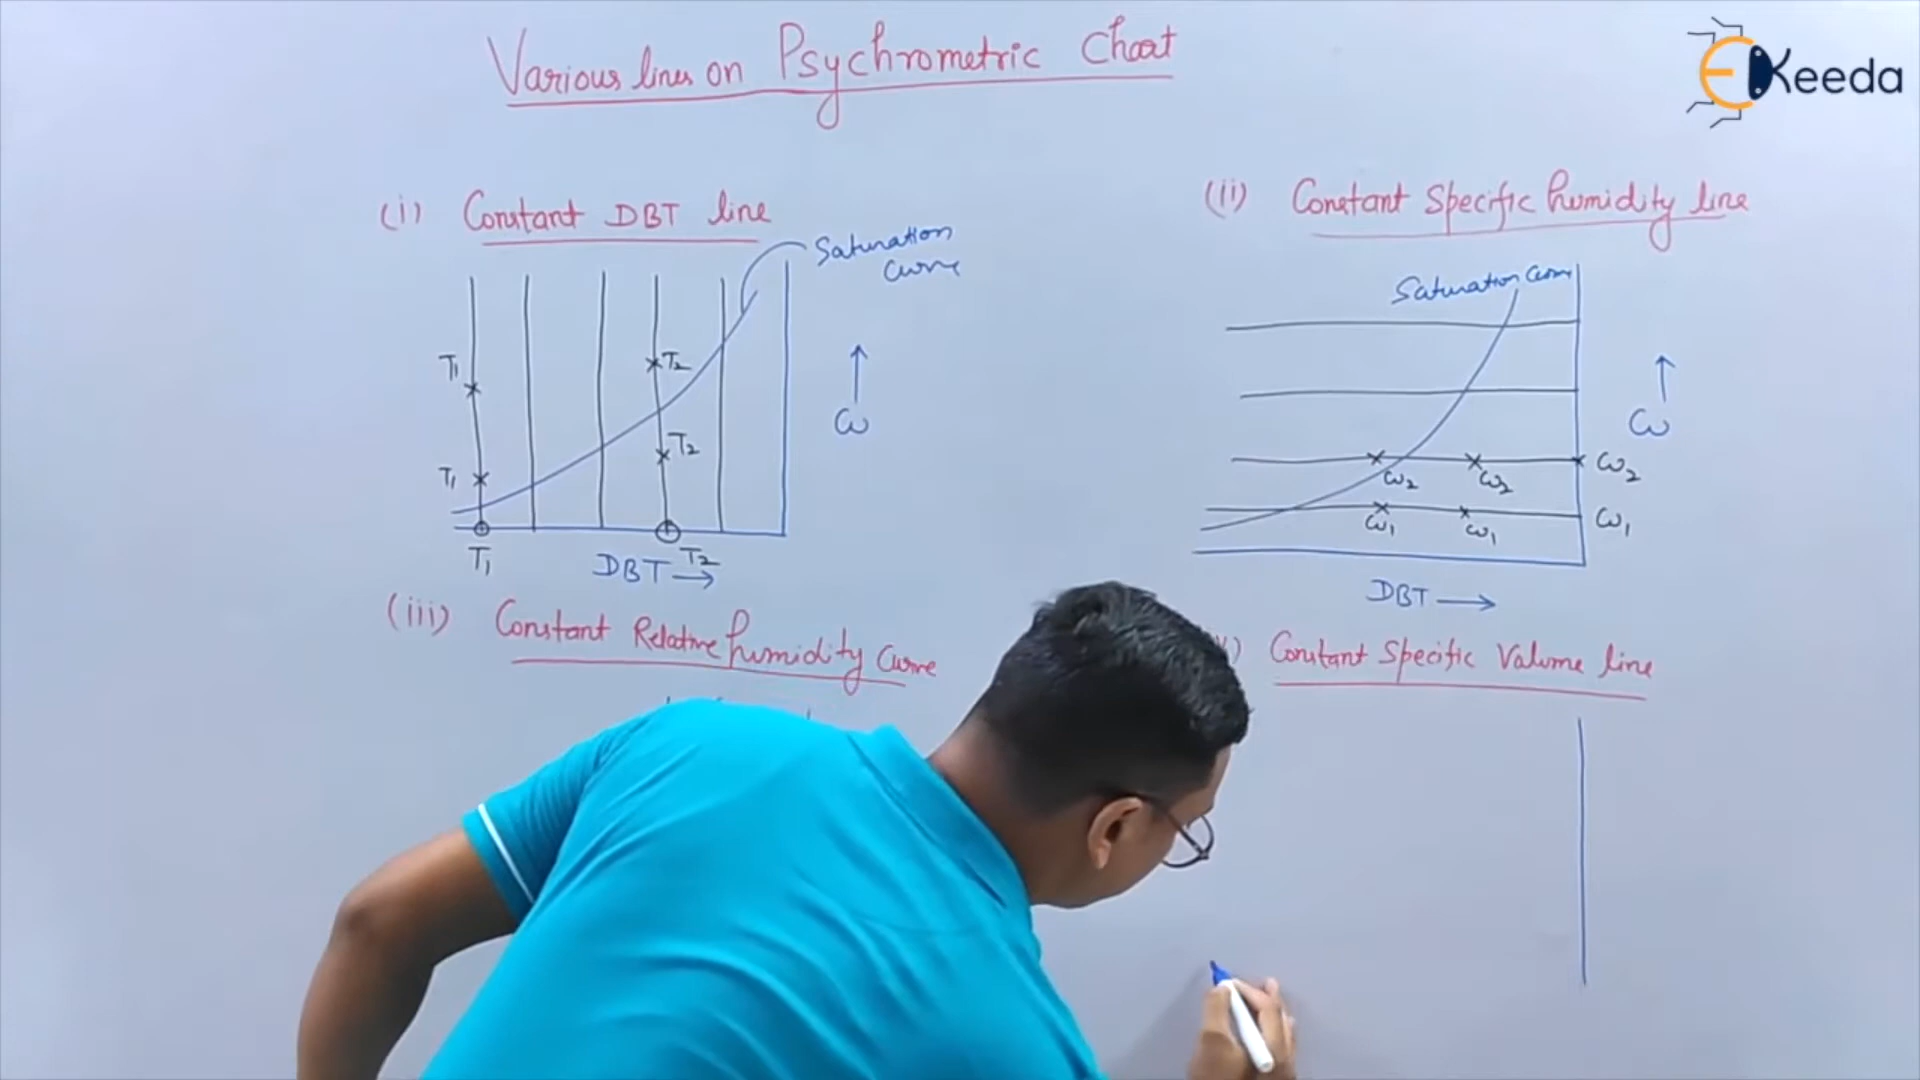 Various lines on Psychrometric Chart
EKeeda
(i) Constant DBT line
Saturation
Curve
T1
T2
T2
T1
ω
T1
T2
DBT →
(ii) Constant Specific humidity line
Saturation Curve
ω
ω2
ω2
ω2
ω1
ω1
ω1
DBT →
(iii) Constant Relative humidity Curve
Constant Specific Volume line